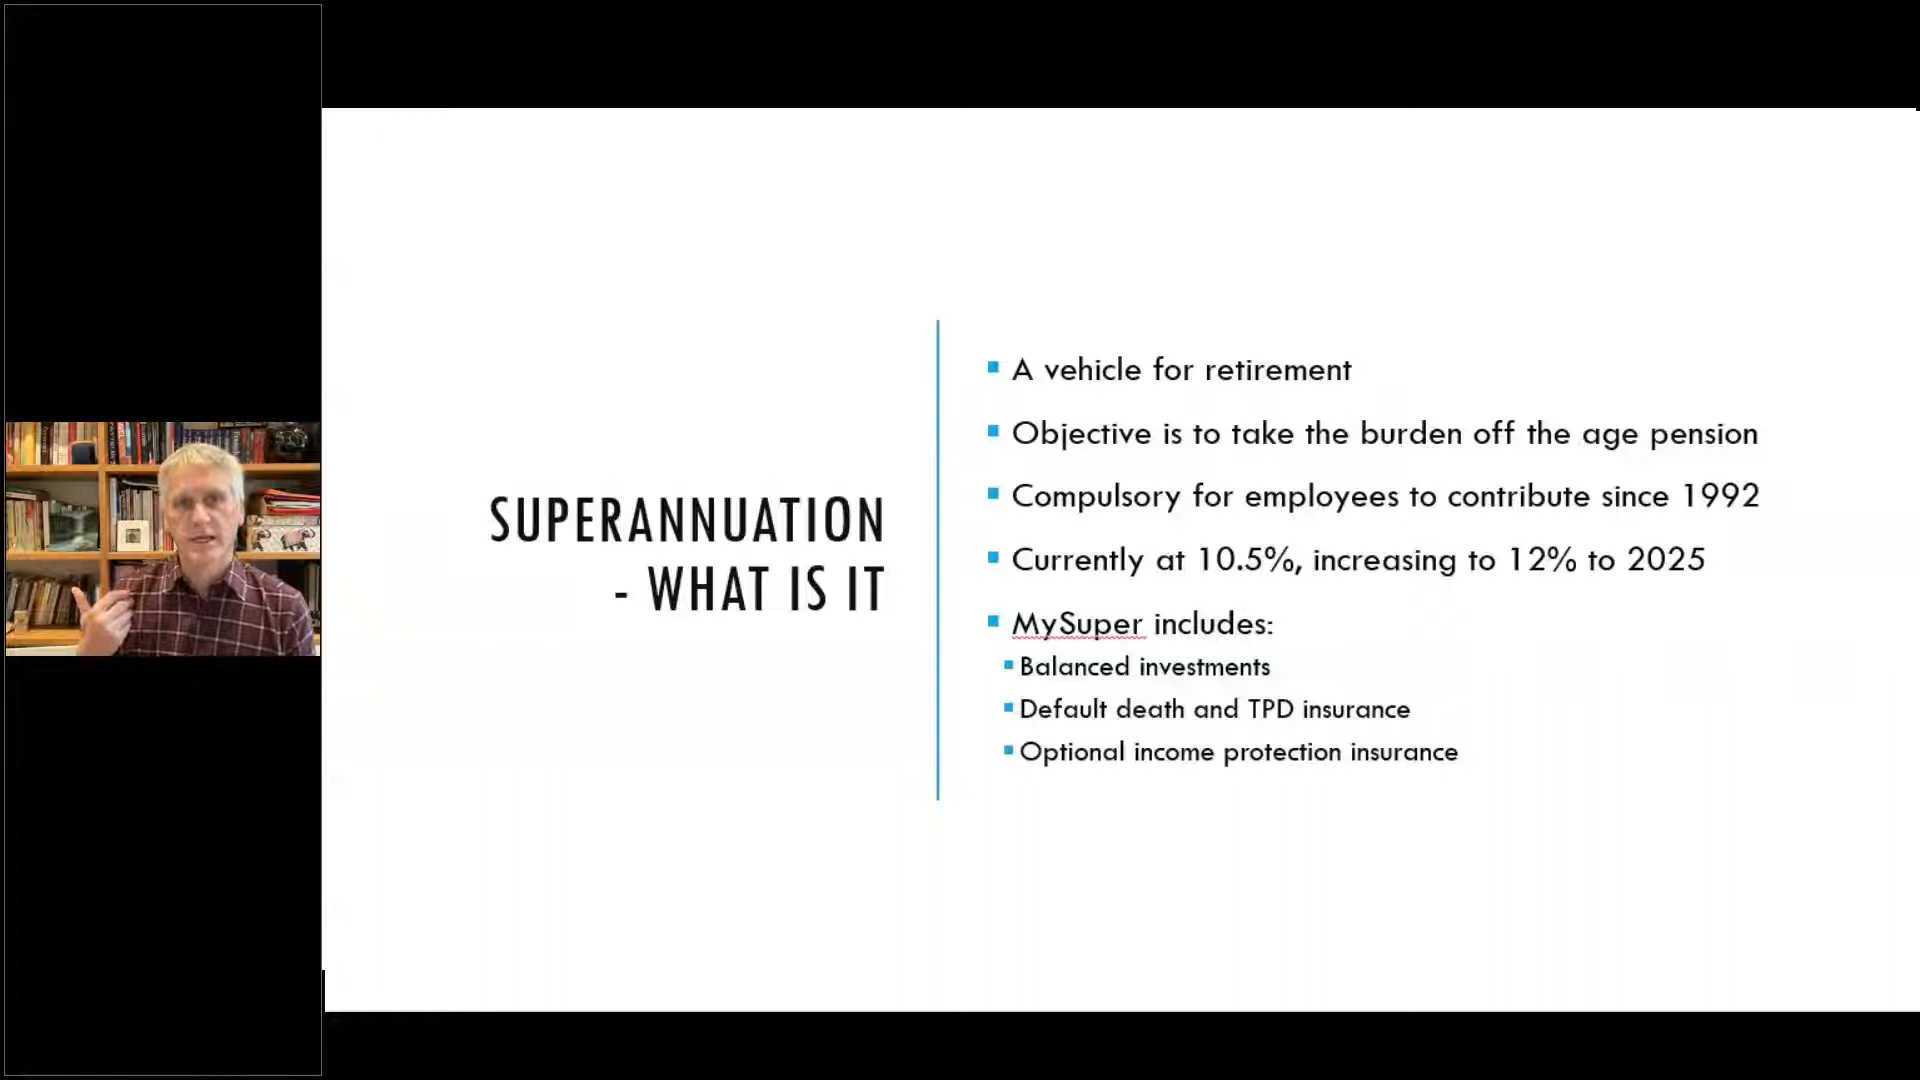 SUPERANNUATION
- WHAT IS IT
A vehicle for retirement
Objective is to take the burden off the age pension
Compulsory for employees to contribute since 1992
Currently at 10.5%, increasing to 12% to 2025
MySuper includes:
Balanced investments
Default death and TPD insurance
Optional income protection insurance